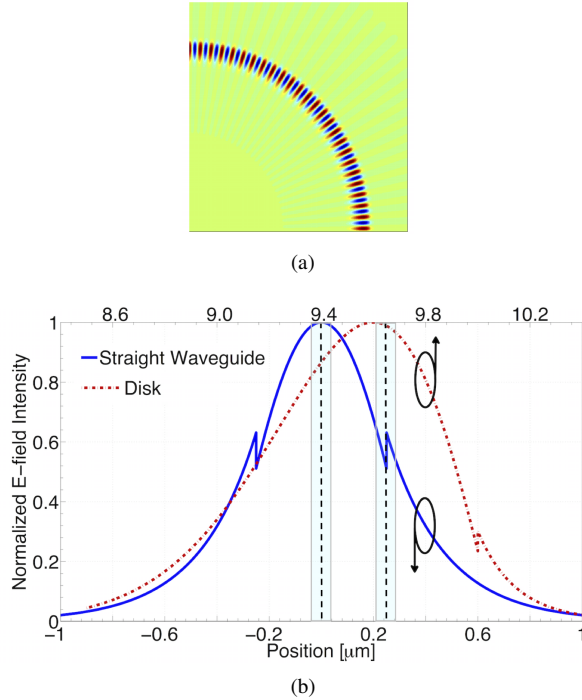 (a)
8.6 9.0 9.4 9.8 10.2
1
0.8
0.6
0.4
0.2
0
Normalized E-field Intensity
Straight Waveguide
Disk
−1 −0.6 −0.2 0.2 0.6 1
Position [μm]
(b)